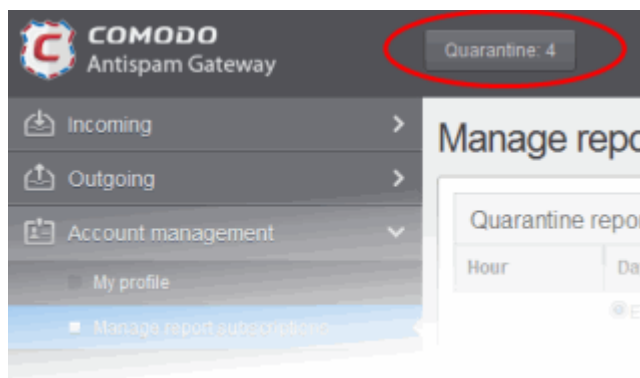 COMODO
Antispam Gateway
Quarantine: 4
Incoming
Manage repo
Outgoing
Account management
Quarantine repor
Hour Da
My profile
Manage report subscriptions